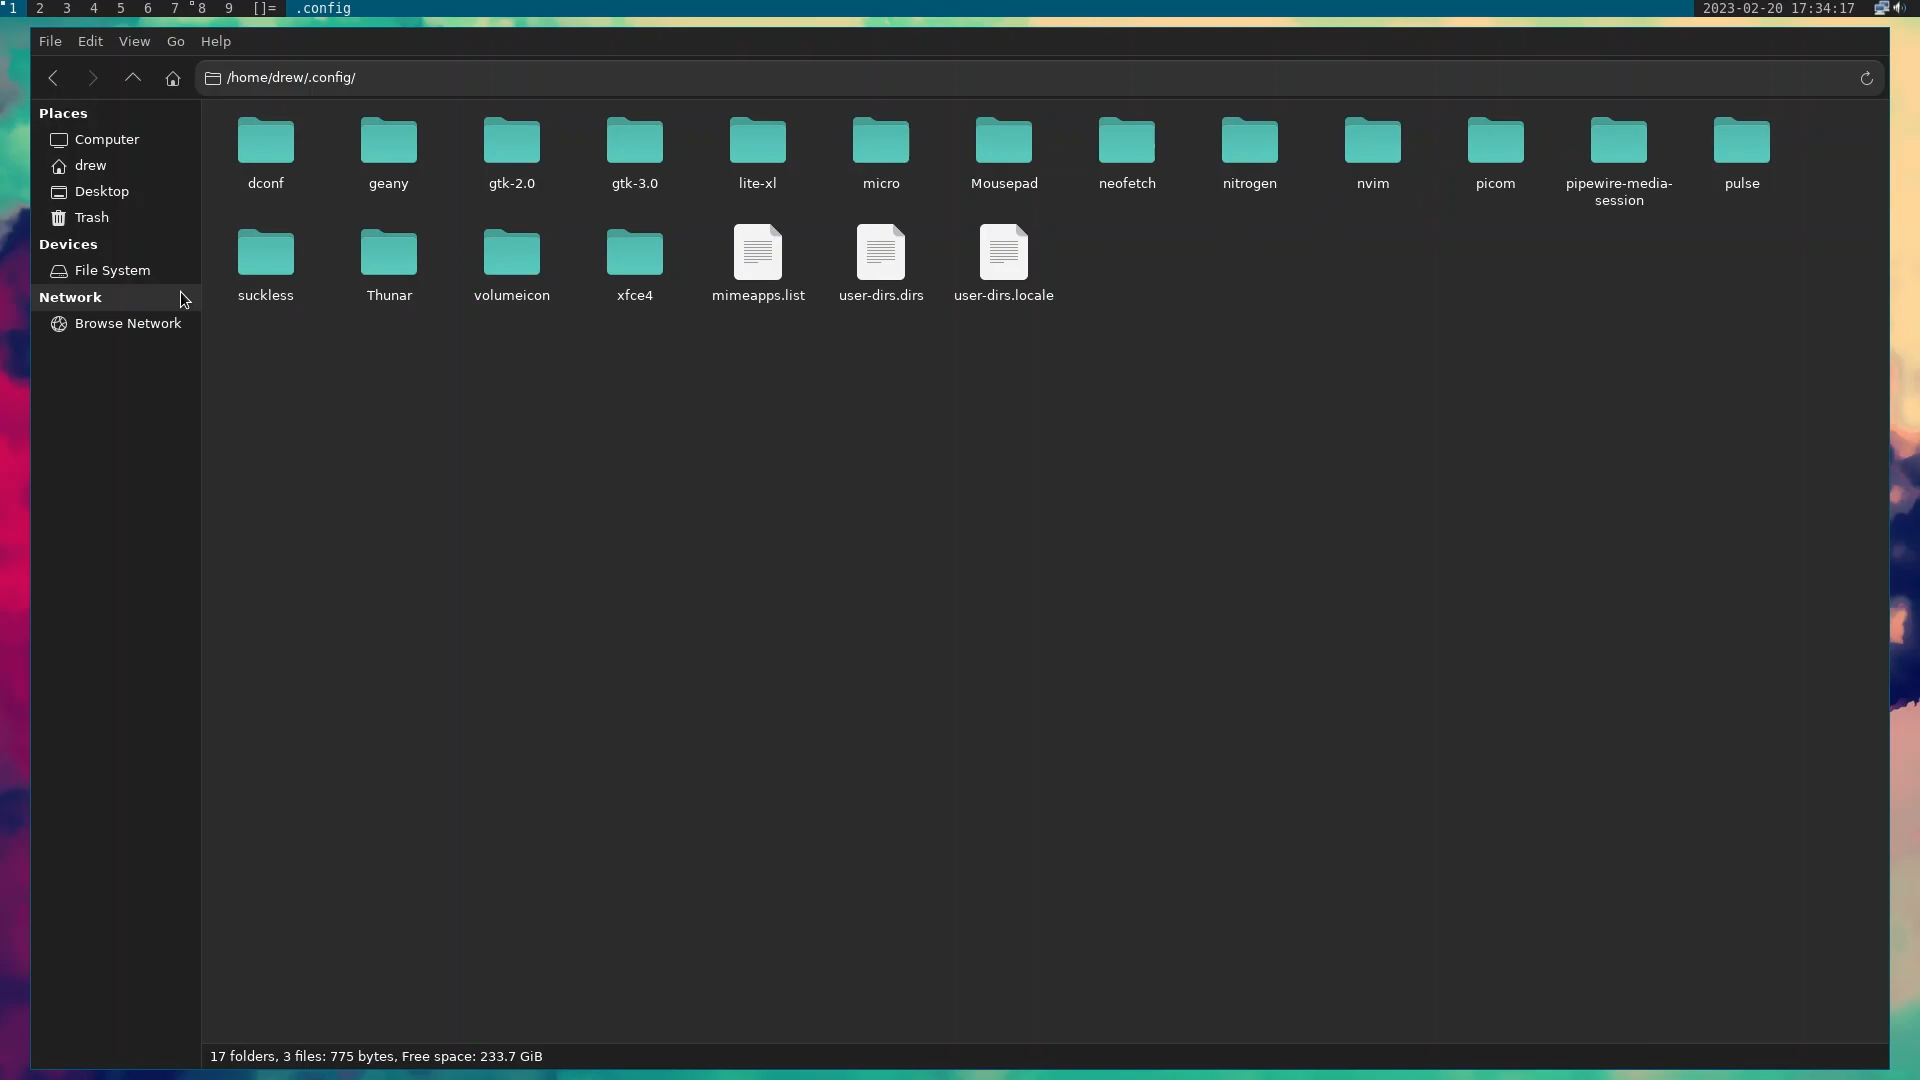 1 2 3 4 5 6 7 8 9 []= .config 2023-02-20 17:34:17
File Edit View Go Help
/home/drew/.config/
Places
Computer
drew
Desktop
Trash
Devices
File System
Network
Browse Network
dconf geany gtk-2.0 gtk-3.0 lite-xl micro Mousepad neofetch nitrogen nvim picom pipewire-media- pulse
session
suckless Thunar volumeicon xfce4 mimeapps.list user-dirs.dirs user-dirs.locale
17 folders, 3 files: 775 bytes, Free space: 233.7 GiB